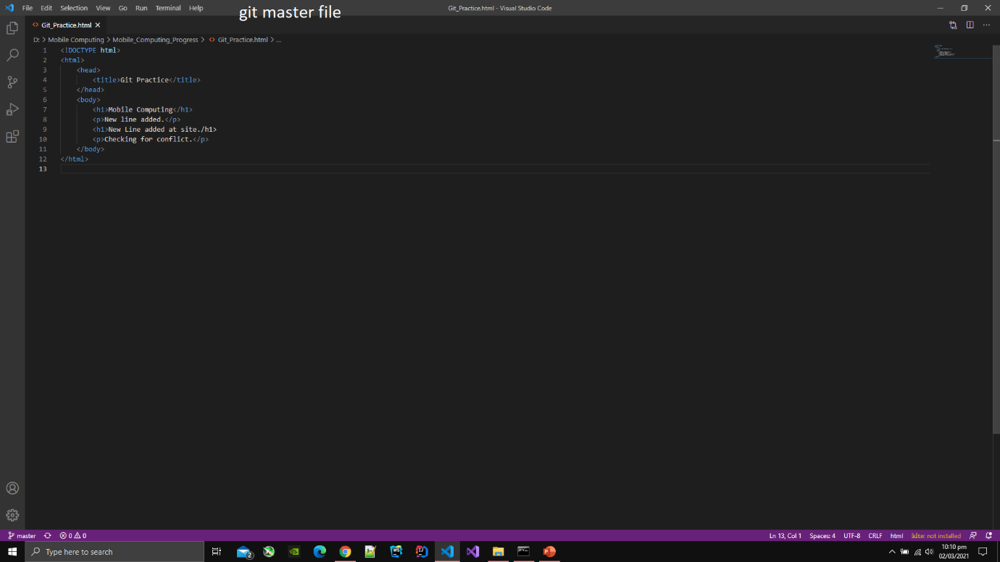 File Edit Selection View Go Run Terminal Help
git master file
Git_Practice.html - Visual Studio Code
Git_Practice.html
D: > Mobile Computing > Mobile_Computing_Progress > Git_Practice.html > ...
1 <!DOCTYPE html>
2 <html>
3 <head>
4 <title>Git Practice</title>
5 </head>
6 <body>
7 <h1>Mobile Computing</h1>
8 <p>New line added.</p>
9 <h1>New Line added at site./h1>
10 <p>Checking for conflict.</p>
11 </body>
12 </html>
13
master 0 0 Ln 13, Col 1 Spaces: 4 UTF-8 CRLF html kite: not installed
Type here to search
2
WS
IJ
10:10 pm
02/03/2021